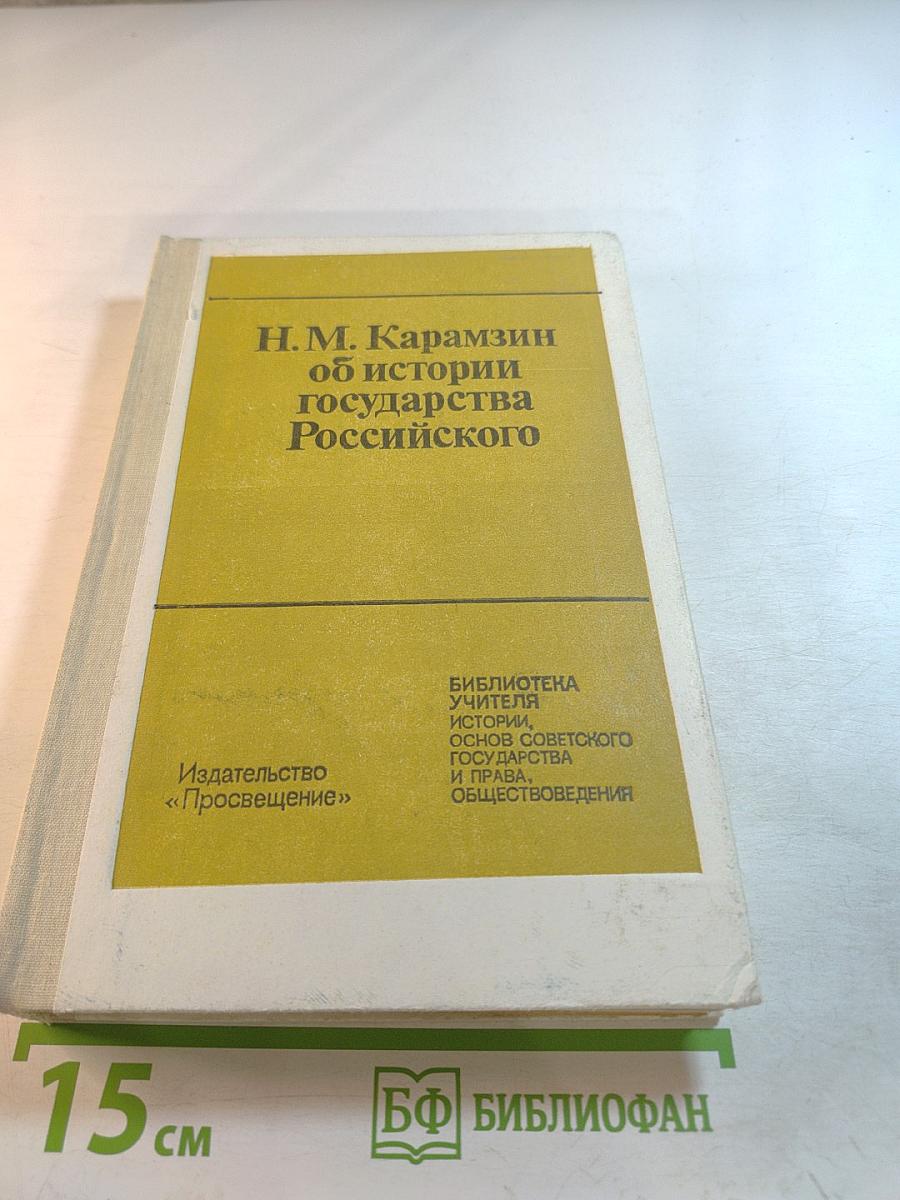 Н. М. Карамзин
об истории
государства
Российского
Издательство
«Просвещение»
БИБЛИОТЕКА
УЧИТЕЛЯ
ИСТОРИИ,
ОСНОВ СОВЕТСКОГО
ГОСУДАРСТВА
И ПРАВА,
ОБЩЕСТВОВЕДЕНИЯ
15 см
БФ БИБЛИОФАН